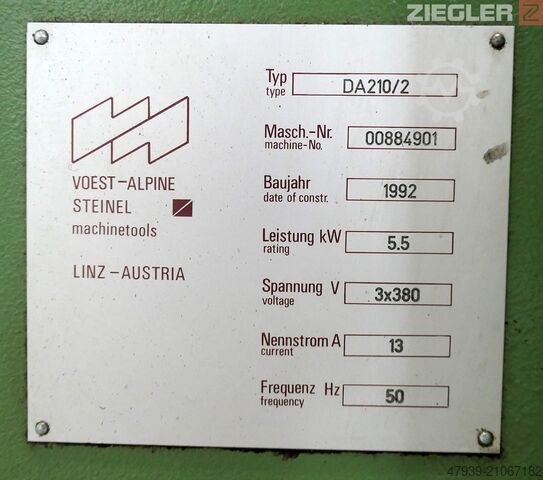 ZIEGLER Z
VOEST-ALPINE
STEINEL
machinetools
LINZ-AUSTRIA
Typ DA210/2
type
Masch.-Nr. 00884901
machine-No.
Baujahr 1992
date of constr.
Leistung kW 5.5
rating
Spannung V 3x380
voltage
Nennstrom A 13
current
Frequenz Hz 50
frequency
47939-21067182